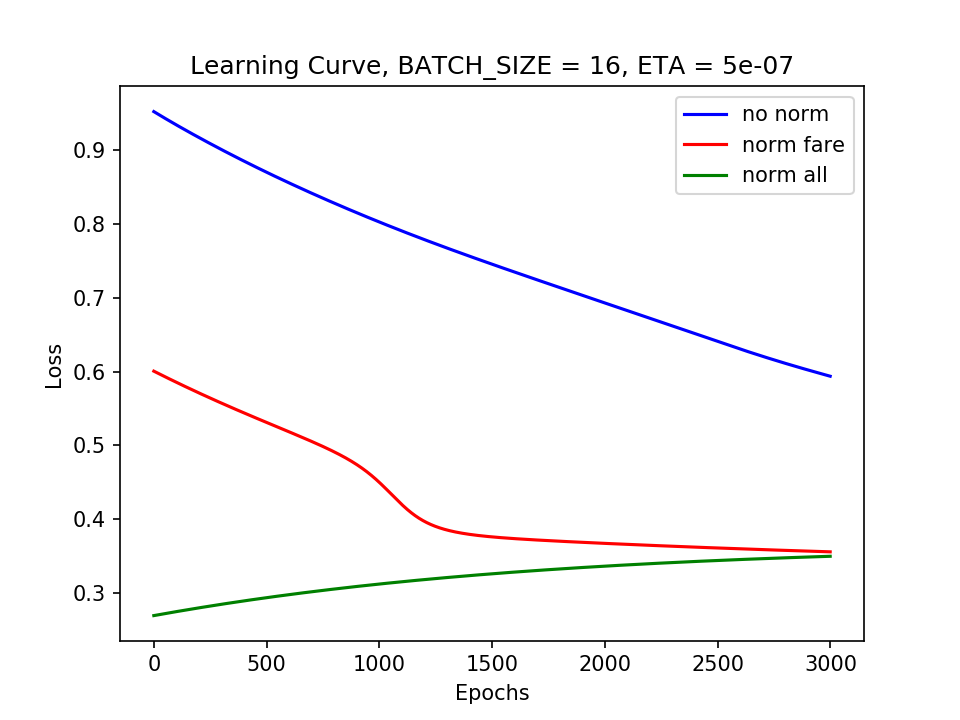 Learning Curve, BATCH_SIZE = 16, ETA = 5e-07
no norm
norm fare
norm all
0.9
0.8
0.7
0.6
0.5
0.4
0.3
Loss
0 500 1000 1500 2000 2500 3000
Epochs